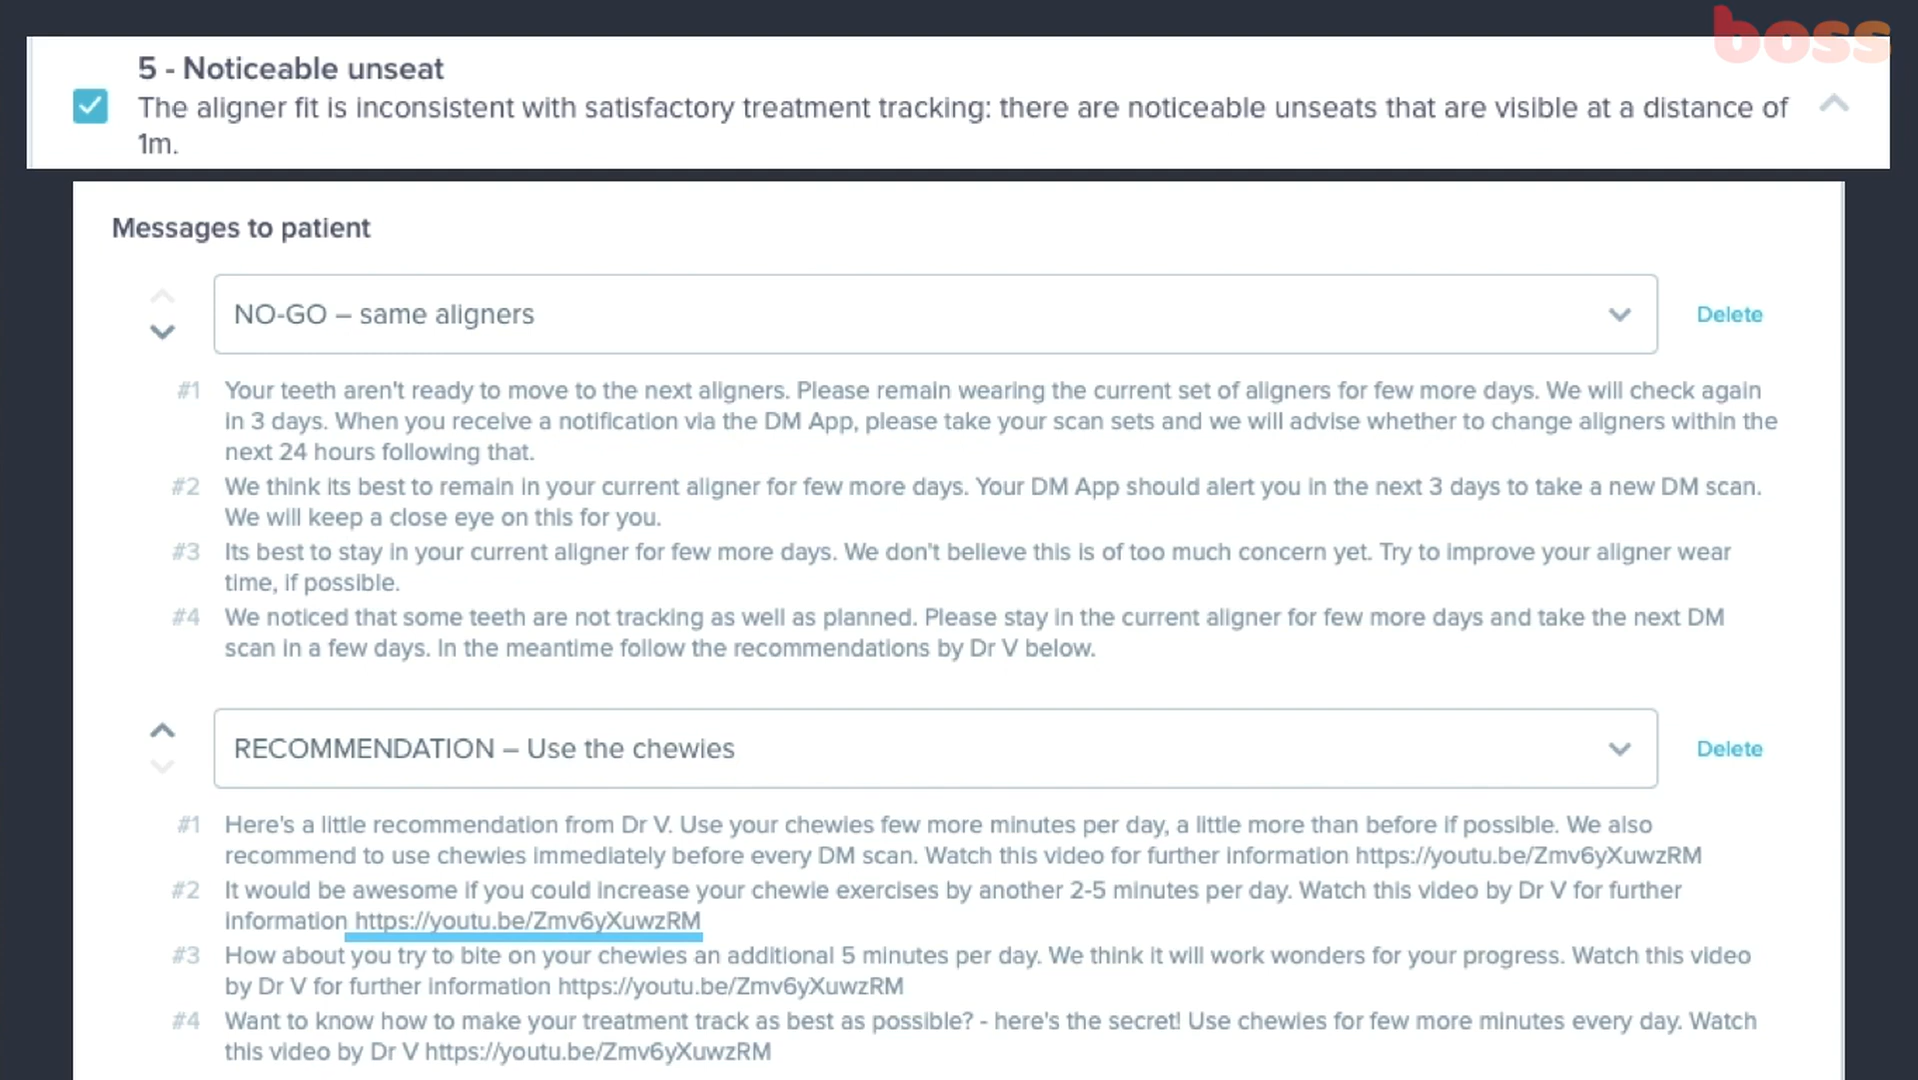 boss
5 - Noticeable unseat
The aligner fit is inconsistent with satisfactory treatment tracking: there are noticeable unseats that are visible at a distance of
1m.
Messages to patient
NO-GO – same aligners
Delete
#1 Your teeth aren't ready to move to the next aligners. Please remain wearing the current set of aligners for few more days. We will check again
in 3 days. When you receive a notification via the DM App, please take your scan sets and we will advise whether to change aligners within the
next 24 hours following that.
#2 We think its best to remain in your current aligner for few more days. Your DM App should alert you in the next 3 days to take a new DM scan.
We will keep a close eye on this for you.
#3 Its best to stay in your current aligner for few more days. We don't believe this is of too much concern yet. Try to improve your aligner wear
time, if possible.
#4 We noticed that some teeth are not tracking as well as planned. Please stay in the current aligner for few more days and take the next DM
scan in a few days. In the meantime follow the recommendations by Dr V below.
RECOMMENDATION – Use the chewies
Delete
#1 Here's a little recommendation from Dr V. Use your chewies few more minutes per day, a little more than before if possible. We also
recommend to use chewies immediately before every DM scan. Watch this video for further information https://youtu.be/Zmv6yXuwzRM
#2 It would be awesome if you could increase your chewie exercises by another 2-5 minutes per day. Watch this video by Dr V for further
information https://youtu.be/Zmv6yXuwzRM
#3 How about you try to bite on your chewies an additional 5 minutes per day. We think it will work wonders for your progress. Watch this video
by Dr V for further information https://youtu.be/Zmv6yXuwzRM
#4 Want to know how to make your treatment track as best as possible? - here's the secret! Use chewies for few more minutes every day. Watch
this video by Dr V https://youtu.be/Zmv6yXuwzRM